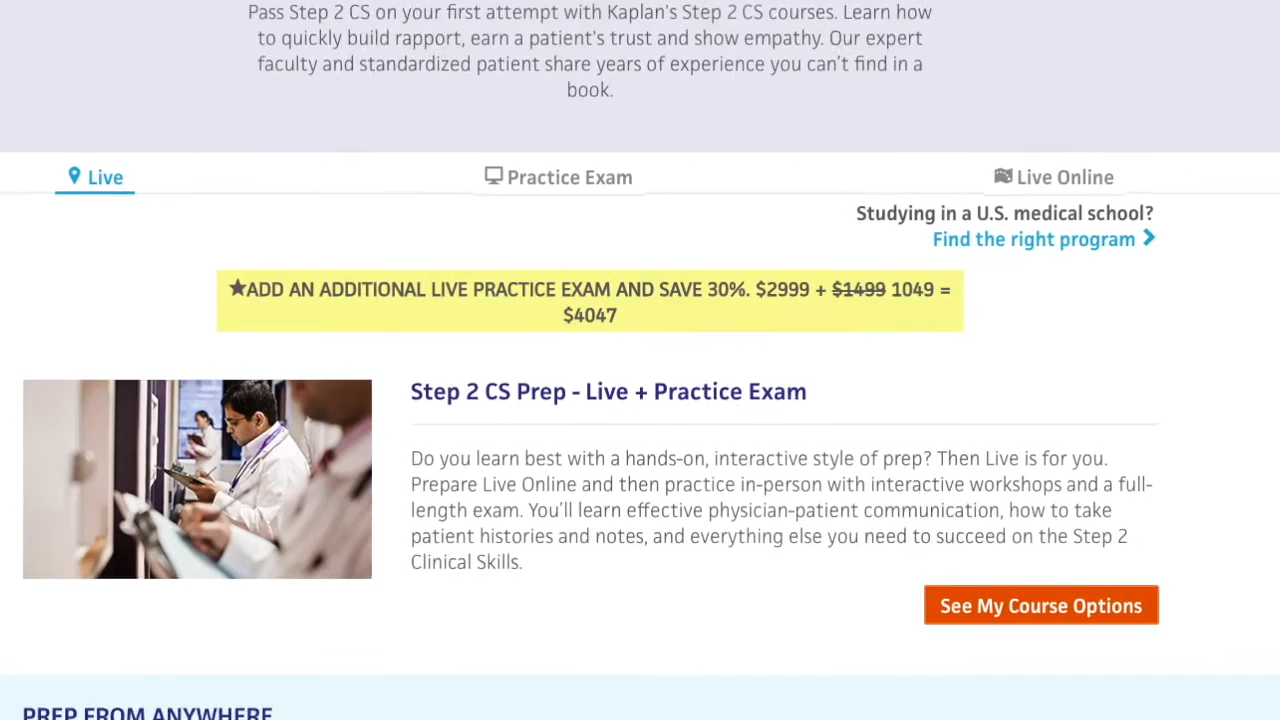 Pass Step 2 CS on your first attempt with Kaplan's Step 2 CS courses. Learn how
to quickly build rapport, earn a patient's trust and show empathy. Our expert
faculty and standardized patient share years of experience you can’t find in a
book.
Live
Practice Exam
Live Online
Studying in a U.S. medical school?
Find the right program
★ADD AN ADDITIONAL LIVE PRACTICE EXAM AND SAVE 30%. $2999 + $1499 1049 =
$4047
Step 2 CS Prep - Live + Practice Exam
Do you learn best with a hands-on, interactive style of prep? Then Live is for you.
Prepare Live Online and then practice in-person with interactive workshops and a full-
length exam. You’ll learn effective physician-patient communication, how to take
patient histories and notes, and everything else you need to succeed on the Step 2
Clinical Skills.
See My Course Options
PREP FROM ANYWHERE